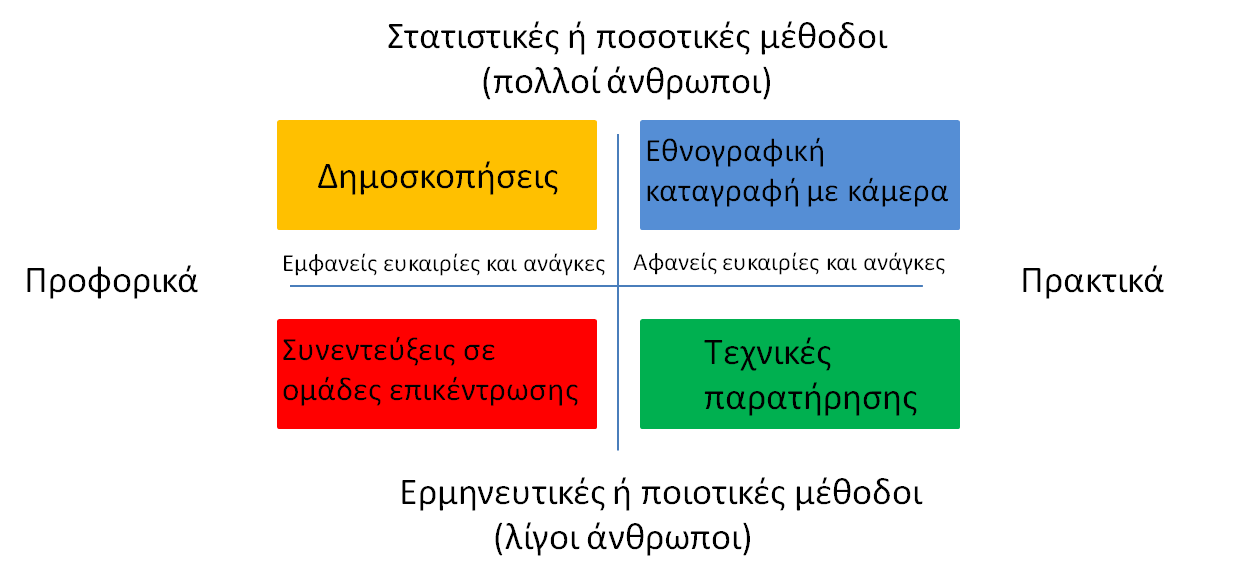 Στατιστικές ή ποσοτικές μέθοδοι
(πολλοί άνθρωποι)
Δημοσκοπήσεις
Εθνογραφική
καταγραφή με κάμερα
Εμφανείς ευκαιρίες και ανάγκες
Αφανείς ευκαιρίες και ανάγκες
Προφορικά
Πρακτικά
Συνεντεύξεις σε
ομάδες επικέντρωσης
Τεχνικές
παρατήρησης
Ερμηνευτικές ή ποιοτικές μέθοδοι
(λίγοι άνθρωποι)